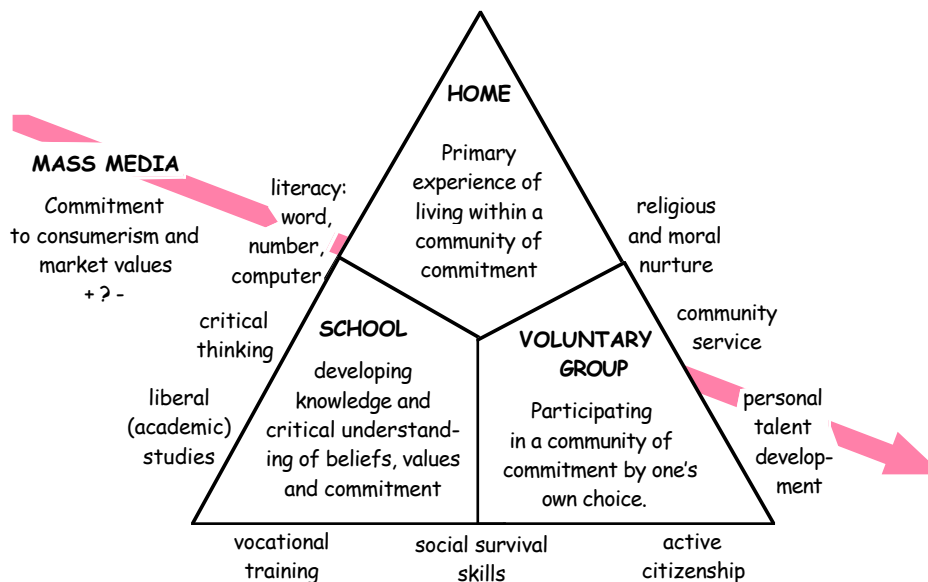 HOME
Primary
experience of
living within a
community of
commitment
MASS MEDIA
Commitment
to consumerism and
market values
+ ? -
literacy:
word,
number,
computer
critical
thinking
liberal
(academic)
studies
religious
and moral
nurture
community
service
personal
talent
develop-
ment
SCHOOL
developing
knowledge and
critical understand-
ing of beliefs, values
and commitment
VOLUNTARY
GROUP
Participating
in a community of
commitment by one's
own choice.
vocational
training
social survival
skills
active
citizenship